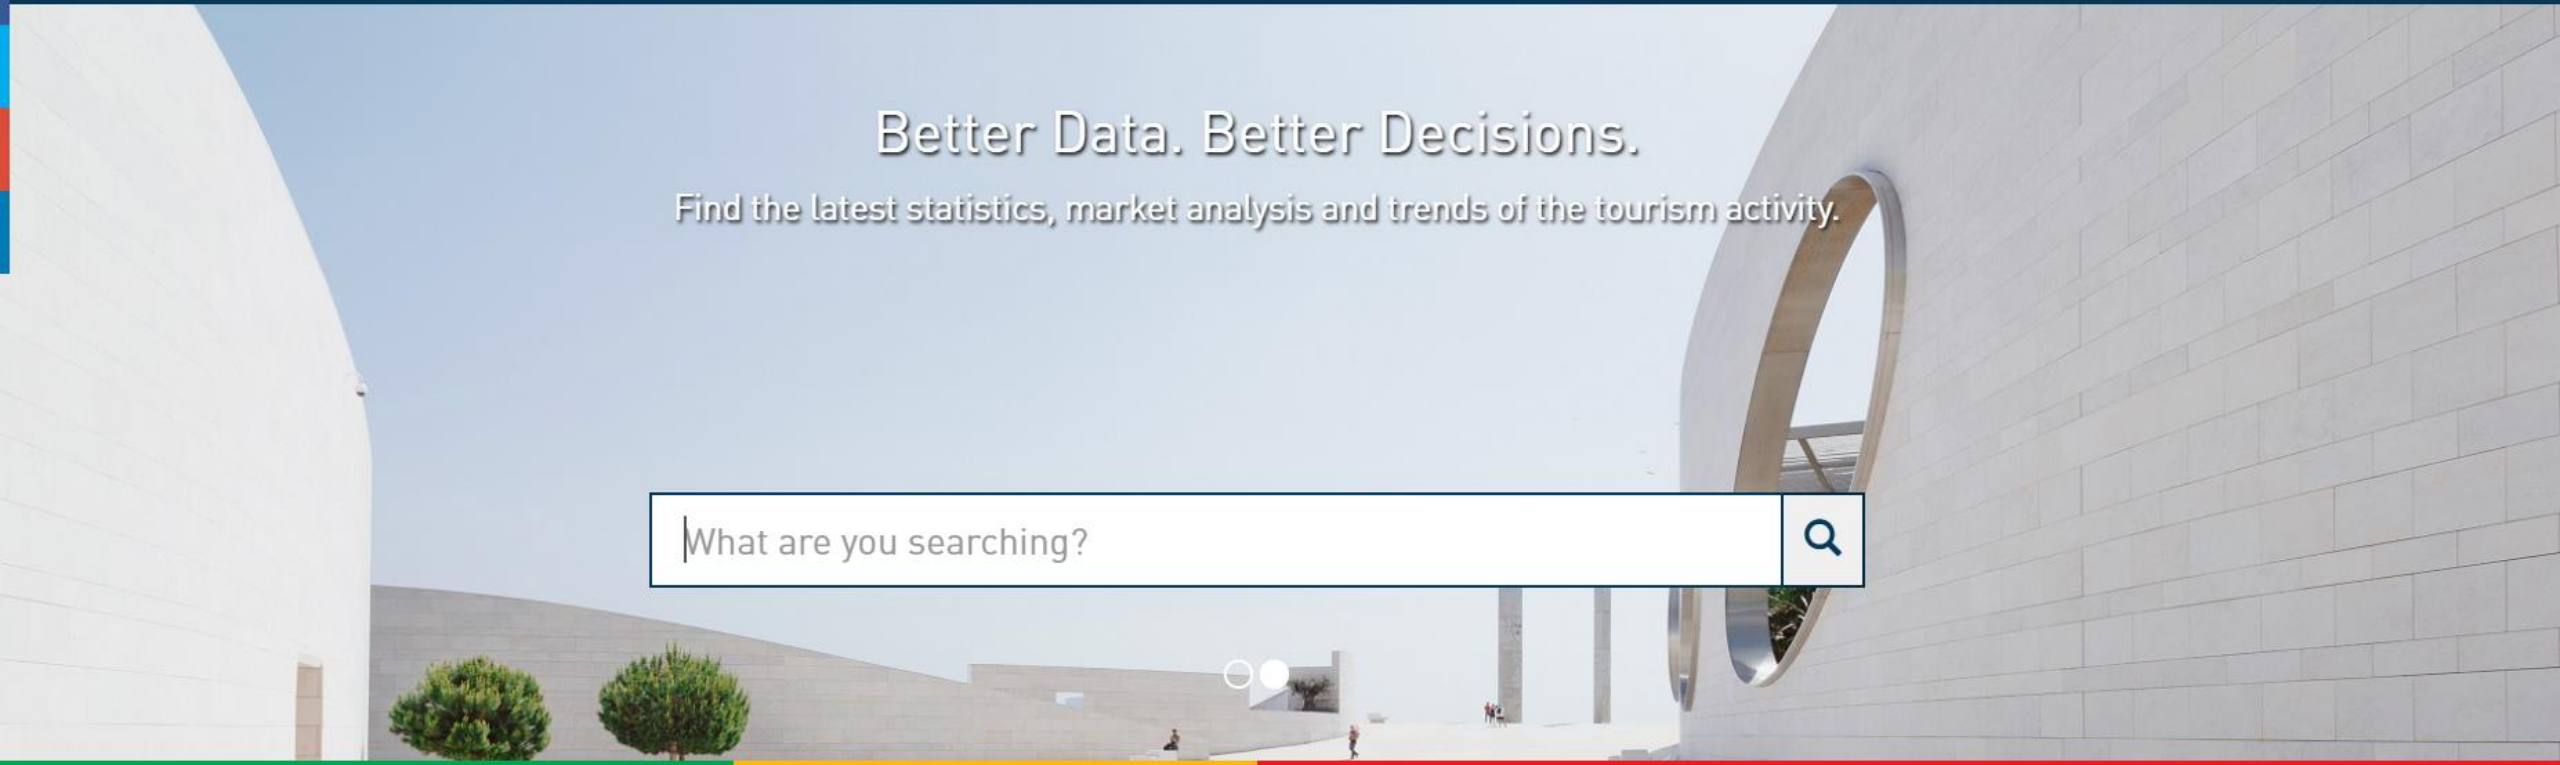 Better Data. Better Decisions.
Find the latest statistics, market analysis and trends of the tourism activity.
What are you searching?